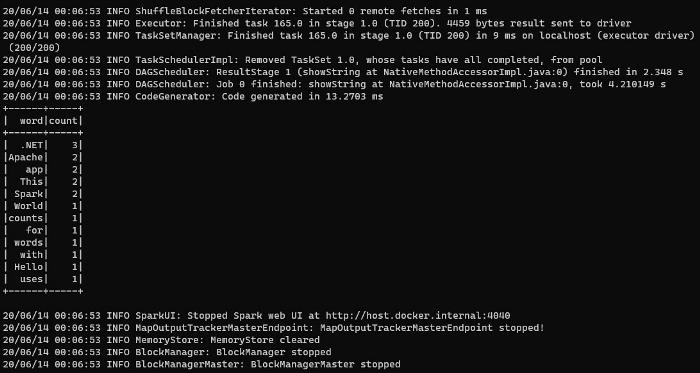 20/06/14 00:06:53 INFO ShuffleBlockFetcherIterator: Started 0 remote fetches in 1 ms
20/06/14 00:06:53 INFO Executor: Finished task 165.0 in stage 1.0 (TID 200). 4459 bytes result sent to driver
20/06/14 00:06:53 INFO TaskSetManager: Finished task 165.0 in stage 1.0 (TID 200) in 9 ms on localhost (executor driver)
 (200/200)
20/06/14 00:06:53 INFO TaskSchedulerImpl: Removed TaskSet 1.0, whose tasks have all completed, from pool
20/06/14 00:06:53 INFO DAGScheduler: ResultStage 1 (showString at NativeMethodAccessorImpl.java:0) finished in 2.348 s
20/06/14 00:06:53 INFO DAGScheduler: Job 0 finished: showString at NativeMethodAccessorImpl.java:0, took 4.210149 s
20/06/14 00:06:53 INFO CodeGenerator: Code generated in 13.2703 ms
+------+-----+
|  word|count|
+------+-----+
|  .NET|    3|
|Apache|    2|
|   app|    2|
|  This|    2|
| Spark|    2|
| World|    1|
|counts|    1|
|   for|    1|
| words|    1|
|  with|    1|
| Hello|    1|
|  uses|    1|
+------+-----+
20/06/14 00:06:53 INFO SparkUI: Stopped Spark web UI at http://host.docker.internal:4040
20/06/14 00:06:53 INFO MapOutputTrackerMasterEndpoint: MapOutputTrackerMasterEndpoint stopped!
20/06/14 00:06:53 INFO MemoryStore: MemoryStore cleared
20/06/14 00:06:53 INFO BlockManager: BlockManager stopped
20/06/14 00:06:53 INFO BlockManagerMaster: BlockManagerMaster stopped